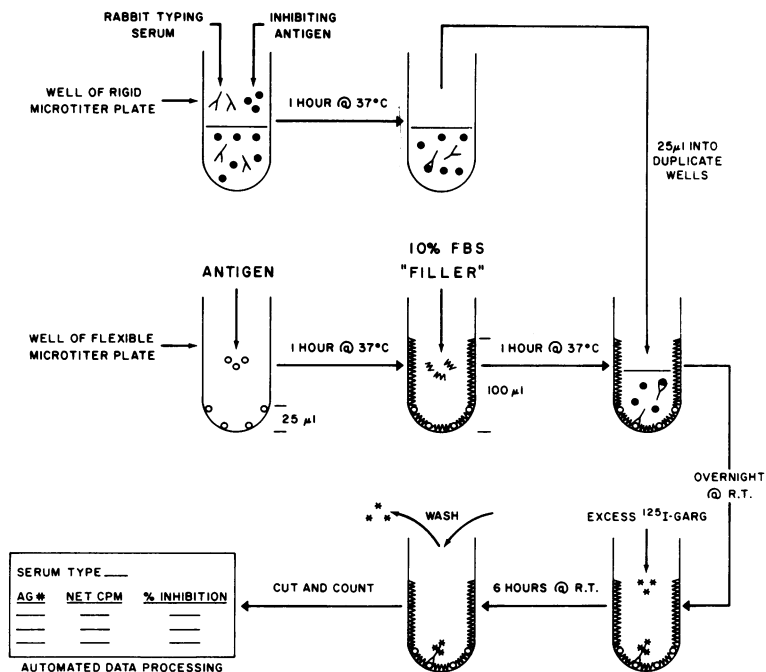 RABBIT TYPING
SERUM
INHIBITING
ANTIGEN
WELL OF RIGID
MICROTITER PLATE
1 HOUR @ 37°C
25µl INTO
DUPLICATE
WELLS
ANTIGEN
10% FBS
"FILLER"
WELL OF FLEXIBLE
MICROTITER PLATE
1 HOUR @ 37°C
1 HOUR @ 37°C
25 µl
100 µl
OVERNIGHT
@ R.T.
EXCESS ¹²⁵I-GARG
6 HOURS @ R.T.
WASH
CUT AND COUNT
SERUM TYPE___
AG# NET CPM % INHIBITION
AUTOMATED DATA PROCESSING